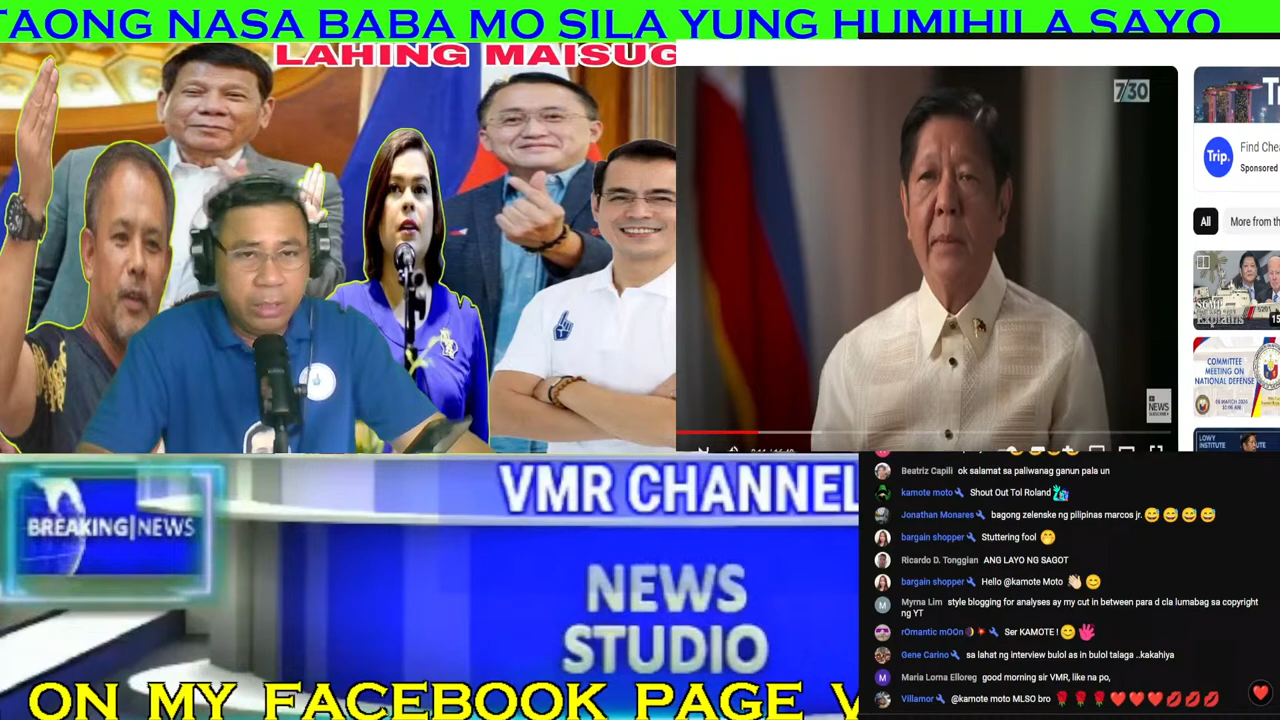 TAONG NASA BABA MO SILA YUNG HUMIHILA SAYO
LAHING MAISUG
7/30
NEWS
Trip.
Find Chea
Sponsored
All
More from th
Explains
COMMITTEE
MEETING ON
NATIONAL DEFENSE
LOWY
INSTITUTE
BREAKING NEWS
VMR CHANNEL
NEWS
STUDIO
ON MY FACEBOOK PAGE V
Beatriz Capili ok salamat sa paliwanag ganun pala un
kamote moto Shout Out Tol Roland
Jonathan Monares bagong zelenske ng pilipinas marcos jr. 😅😅😅😅
bargain shopper Stuttering fool 🤭
Ricardo D. Tonggian ANG LAYO NG SAGOT
bargain shopper Hello @kamote Moto 👋🏻😊
M Myrna Lim style blogging for analyses ay my cut in between para d cla lumabag sa copyright
ng YT
rOmantic mOOn Ser KAMOTE ! 😊
Gene Carino sa lahat ng interview bulol as in bulol talaga ..kakahiya
M Maria Lorna Elloreg good morning sir VMR, like na po,
Villamor @kamote moto MLSO bro 🌹🌹🌹❤️❤️❤️💋💋💋